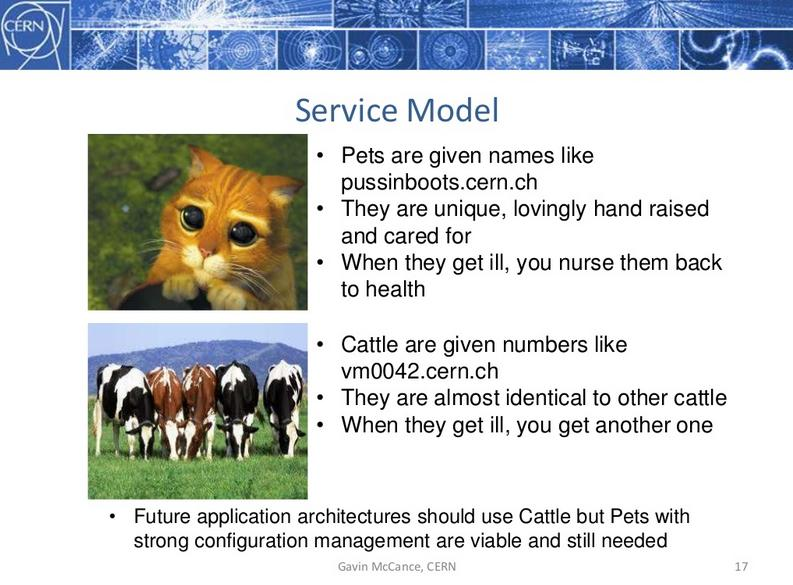 CERN
Service Model
• Pets are given names like
pussinboots.cern.ch
• They are unique, lovingly hand raised
and cared for
• When they get ill, you nurse them back
to health
• Cattle are given numbers like
vm0042.cern.ch
• They are almost identical to other cattle
• When they get ill, you get another one
• Future application architectures should use Cattle but Pets with
strong configuration management are viable and still needed
Gavin McCance, CERN
17